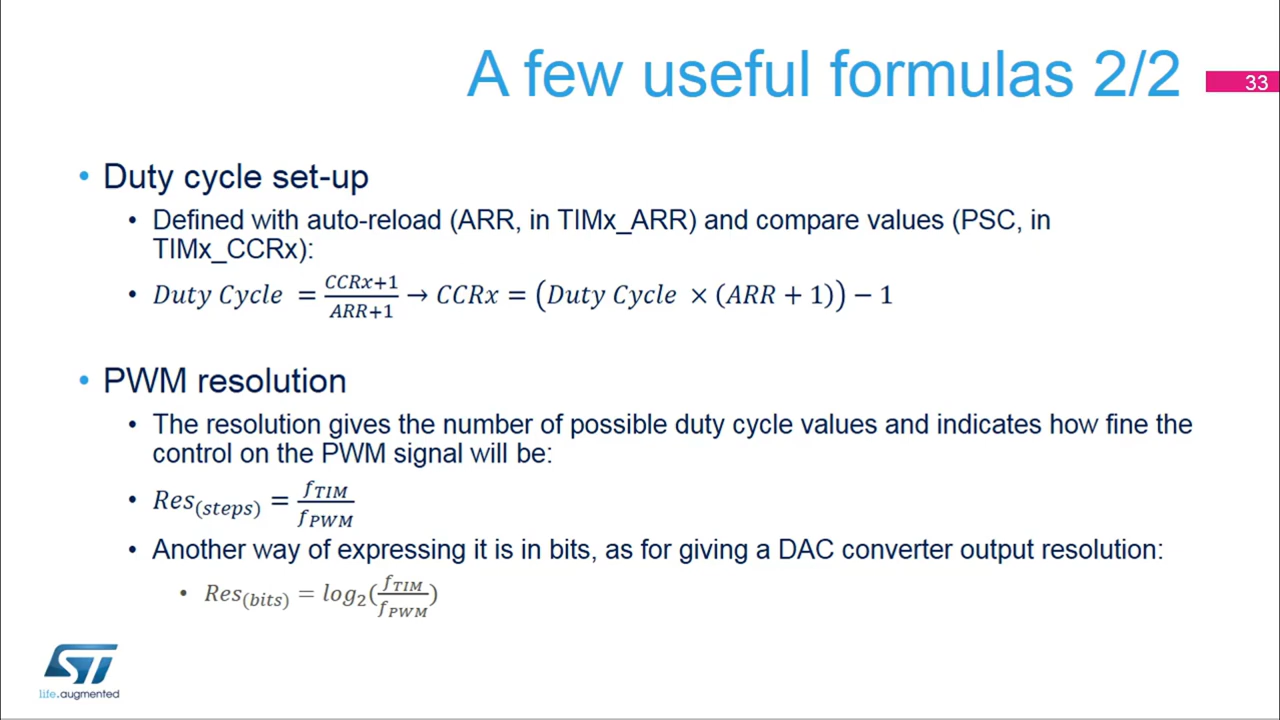 A few useful formulas 2/2
33
• Duty cycle set-up
• Defined with auto-reload (ARR, in TIMx_ARR) and compare values (PSC, in
TIMx_CCRx):
• Duty Cycle = (CCRx+1)/(ARR+1) → CCRx = (Duty Cycle × (ARR + 1)) − 1
• PWM resolution
• The resolution gives the number of possible duty cycle values and indicates how fine the
control on the PWM signal will be:
• Res(steps) = fTIM/fPWM
• Another way of expressing it is in bits, as for giving a DAC converter output resolution:
• Res(bits) = log2(fTIM/fPWM)
ST
life.augmented